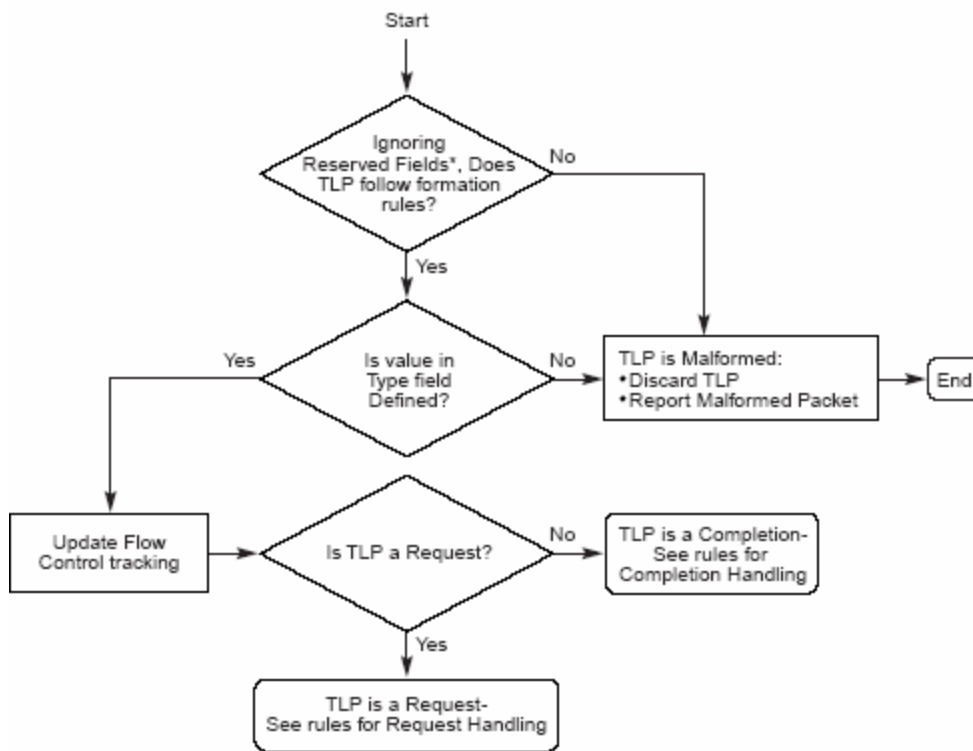 Start
Ignoring
Reserved Fields*, Does
TLP follow formation
rules?
No
Yes
Is value in
Type field
Defined?
Yes
No
TLP is Malformed:
•Discard TLP
•Report Malformed Packet
End
Update Flow
Control tracking
Is TLP a Request?
No
TLP is a Completion-
See rules for
Completion Handling
Yes
TLP is a Request-
See rules for Request Handling